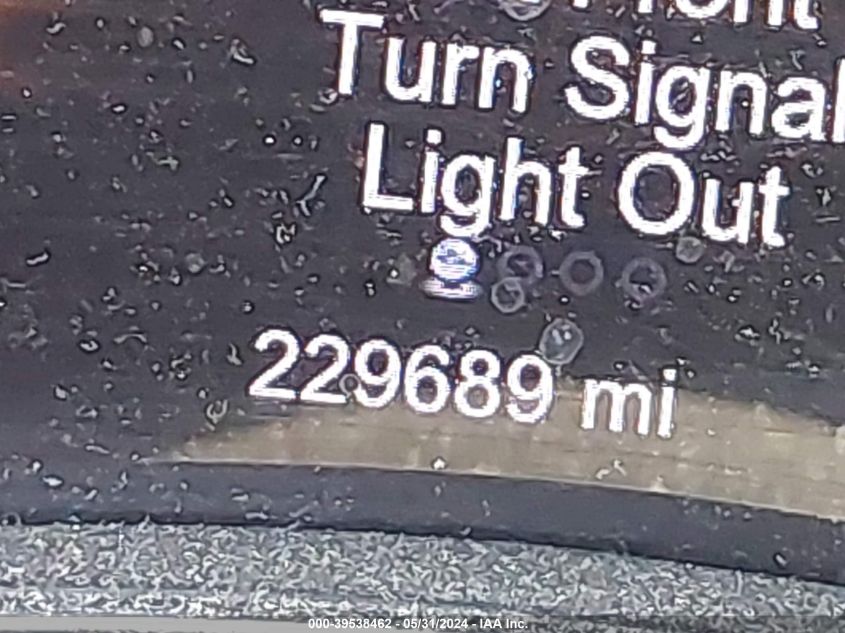 Turn Signal
Light Out
229689 mi
000-39538462 - 05/31/2024 - IAA Inc.